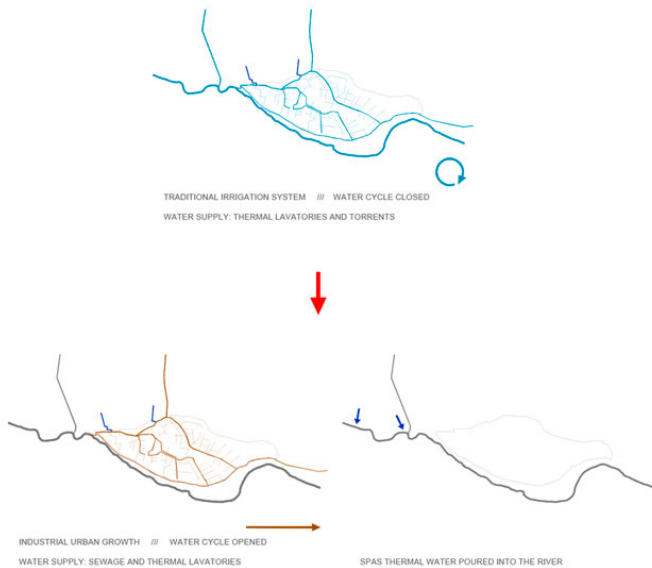 TRADITIONAL IRRIGATION SYSTEM /// WATER CYCLE CLOSED
WATER SUPPLY: THERMAL LAVATORIES AND TORRENTS
INDUSTRIAL URBAN GROWTH /// WATER CYCLE OPENED
WATER SUPPLY: SEWAGE AND THERMAL LAVATORIES
SPAS THERMAL WATER POURED INTO THE RIVER